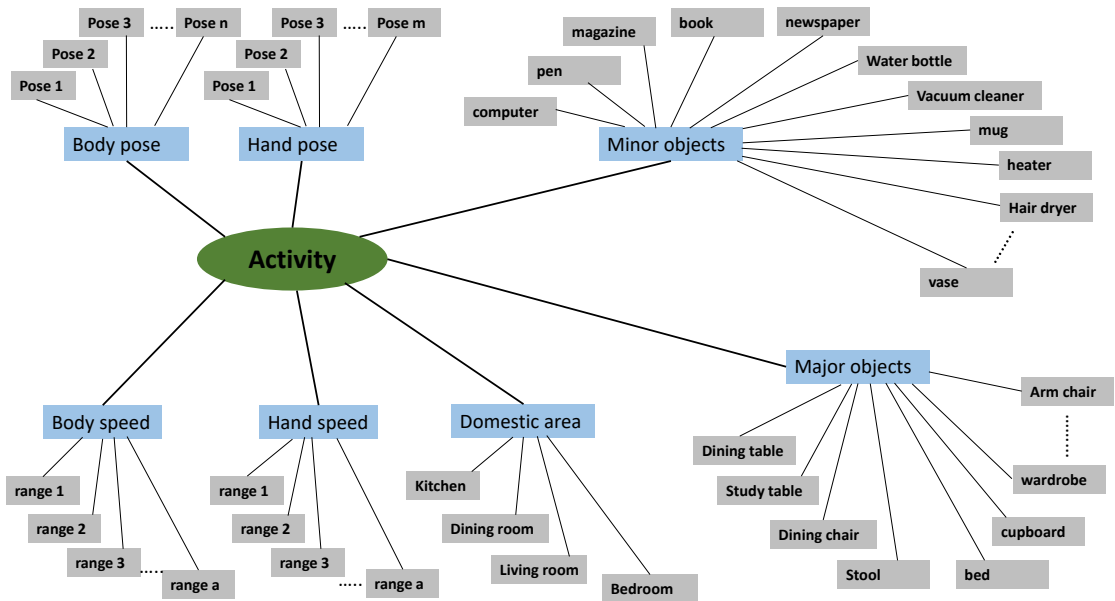 Pose 3 ..... Pose n
Pose 2
Pose 1
Body pose
Pose 3 ..... Pose m
Pose 2
Pose 1
Hand pose
book
newspaper
magazine
Water bottle
pen
Vacuum cleaner
computer
mug
Minor objects
heater
Hair dryer
vase
Activity
Major objects
Arm chair
Dining table
wardrobe
Study table
cupboard
Dining chair
Stool
bed
Body speed
range 1
range 2
range 3 ..... range a
Hand speed
range 1
range 2
range 3
..... range a
Domestic area
Kitchen
Dining room
Living room
Bedroom